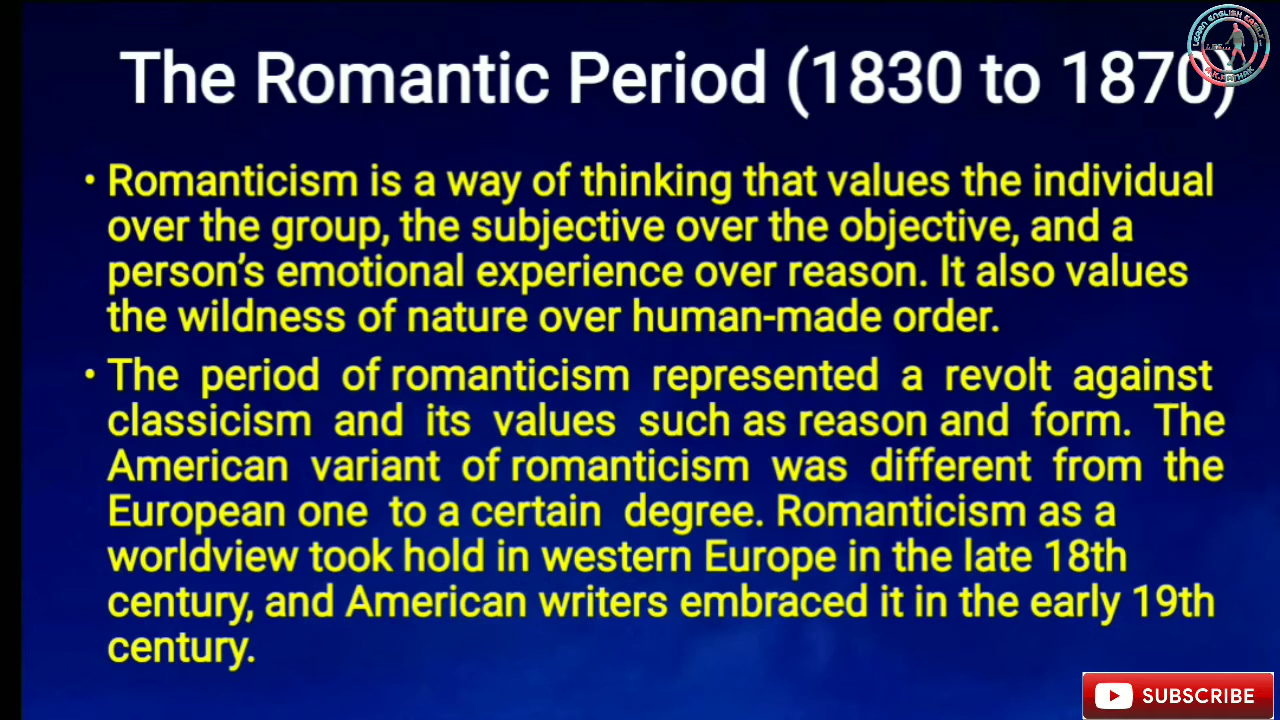 The Romantic Period (1830 to 1870)
• Romanticism is a way of thinking that values the individual
over the group, the subjective over the objective, and a
person's emotional experience over reason. It also values
the wildness of nature over human-made order.
• The period of romanticism represented a revolt against
classicism and its values such as reason and form. The
American variant of romanticism was different from the
European one to a certain degree. Romanticism as a
worldview took hold in western Europe in the late 18th
century, and American writers embraced it in the early 19th
century.
LEARN ENGLISH EASILY
SUBSCRIBE